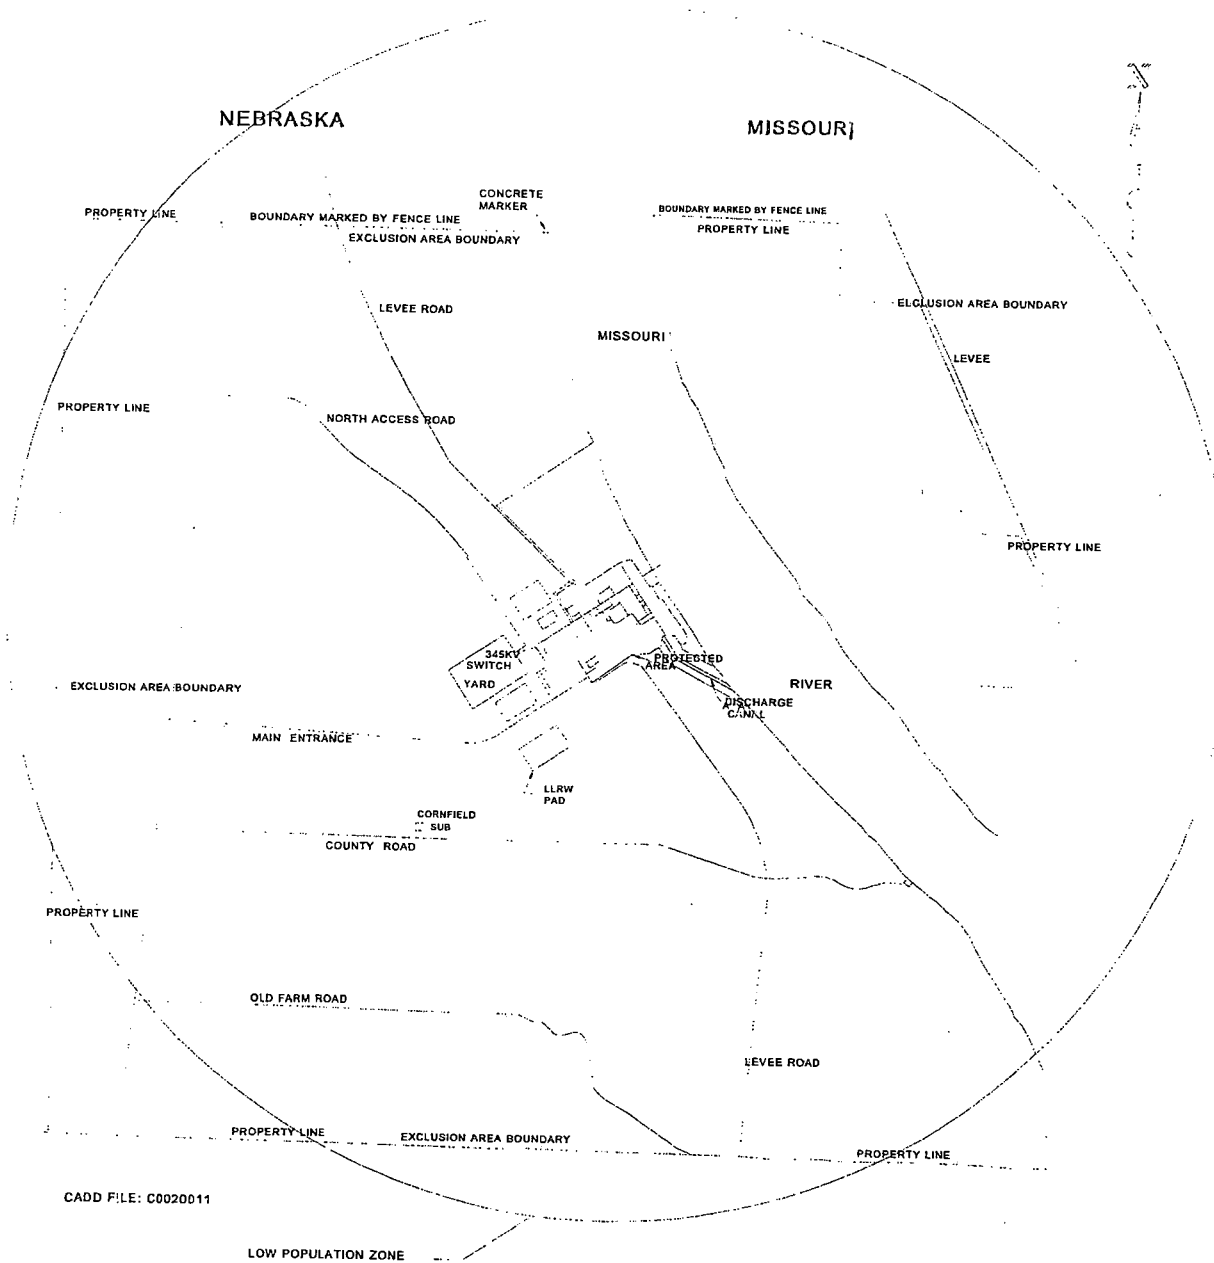 NEBRASKA
MISSOURI
CONCRETE
MARKER
PROPERTY LINE
BOUNDARY MARKED BY FENCE LINE
EXCLUSION AREA BOUNDARY
BOUNDARY MARKED BY FENCE LINE
PROPERTY LINE
LEVEE ROAD
ELCLUSION AREA BOUNDARY
MISSOURI
LEVEE
PROPERTY LINE
NORTH ACCESS ROAD
PROPERTY LINE
345KV
SWITCH
YARD
PROTECTED
AREA
EXCLUSION AREA BOUNDARY
RIVER
DISCHARGE
CANAL
MAIN ENTRANCE
LLRW
PAD
CORNFIELD
SUB
COUNTY ROAD
PROPERTY LINE
OLD FARM ROAD
LEVEE ROAD
PROPERTY LINE
EXCLUSION AREA BOUNDARY
PROPERTY LINE
CADD FILE: C0020011
LOW POPULATION ZONE